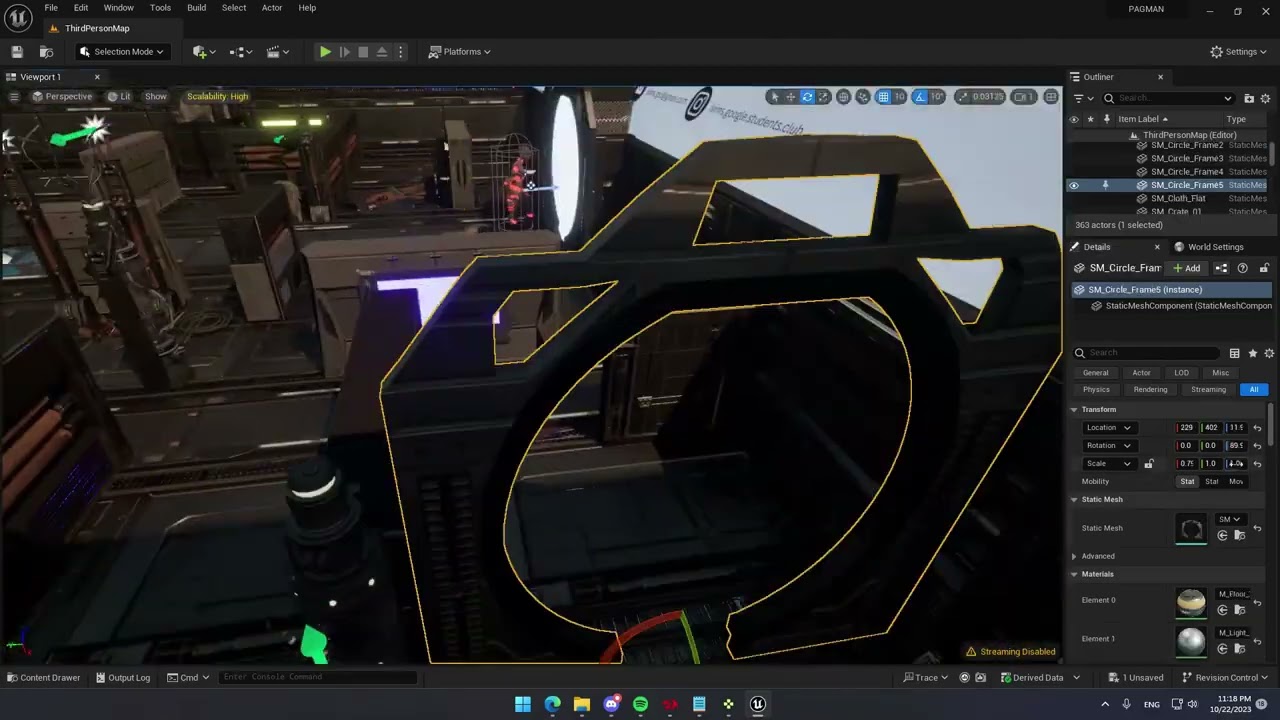 File Edit Window Tools Build Select Actor Help
PAGMAN
ThirdPersonMap
Selection Mode
Platforms
Settings
Viewport 1
Outliner
Perspective Lit Show Scalability: High
10 10° 0.03125 1
Search...
Item Label Type
www.google.students.club
ThirdPersonMap (Editor)
SM_Circle_Frame2 StaticMes
SM_Circle_Frame3 StaticMes
SM_Circle_Frame4 StaticMes
SM_Circle_Frame5 StaticMes
SM_Cloth_Flat StaticMes
SM_Crate_01 StaticMes
363 actors (1 selected)
Details World Settings
SM_Circle_Fram Add
SM_Circle_Frame5 (Instance)
StaticMeshComponent (StaticMeshCompon
Search
General Actor LOD Misc
Physics Rendering Streaming All
Transform
Location 229 402 11.9
Rotation 0.0 0.0 89.9
Scale 0.75 1.0
Mobility Stat Stat Mov
Static Mesh
Static Mesh SM
Advanced
Materials
Element 0 M_Floor_
Element 1 M_Light_
Streaming Disabled
Content Drawer Output Log Cmd Enter Console Command Trace Derived Data 1 Unsaved Revision Control
ENG 11:18 PM
10/22/2023